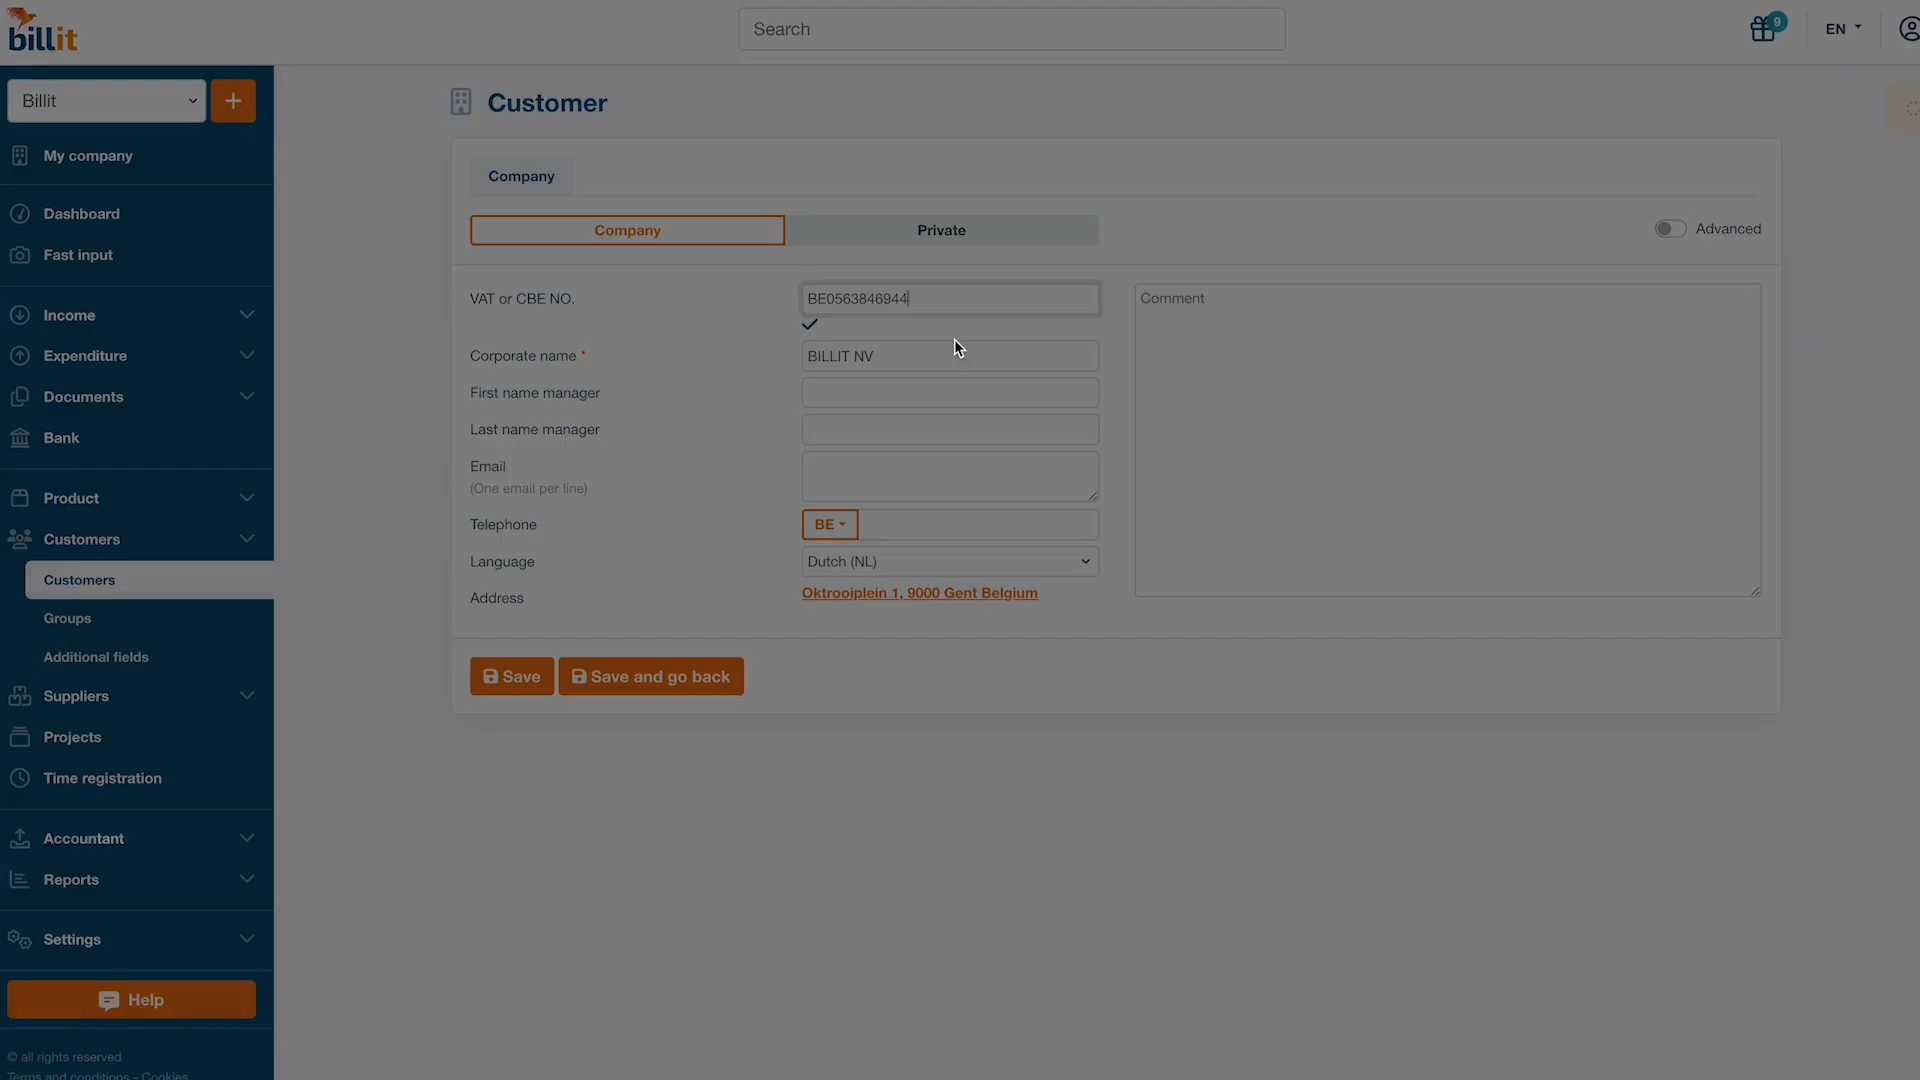 billit
Search
9
EN
Billit
My company
Dashboard
Fast input
Income
Expenditure
Documents
Bank
Product
Customers
Customers
Groups
Additional fields
Suppliers
Projects
Time registration
Accountant
Reports
Settings
Help
© all rights reserved
Terms and conditions - Cookies
Customer
Company
Company
Private
Advanced
VAT or CBE NO.
BE0563846944
Comment
Corporate name *
BILLIT NV
First name manager
Last name manager
Email
(One email per line)
Telephone
BE
Language
Dutch (NL)
Address
Oktrooiplein 1, 9000 Gent Belgium
Save
Save and go back